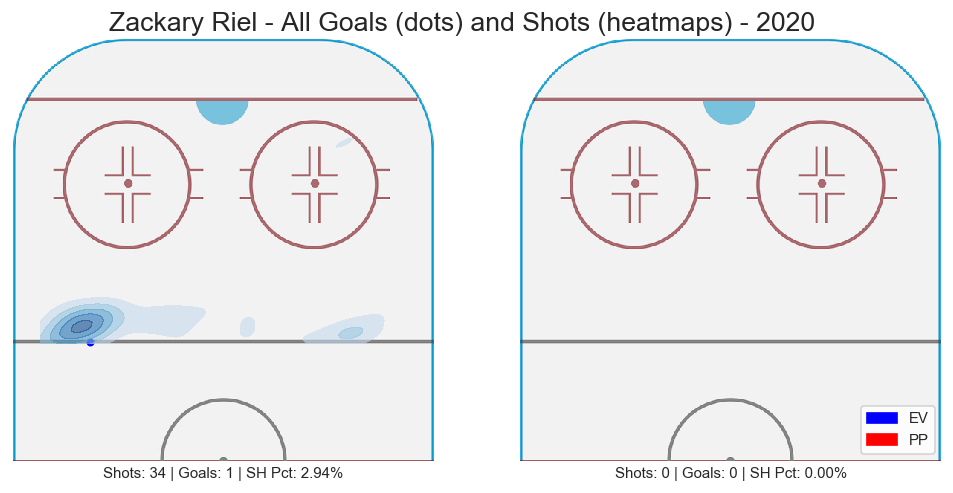 Zackary Riel - All Goals (dots) and Shots (heatmaps) - 2020
EV
PP
Shots: 34 | Goals: 1 | SH Pct: 2.94%
Shots: 0 | Goals: 0 | SH Pct: 0.00%